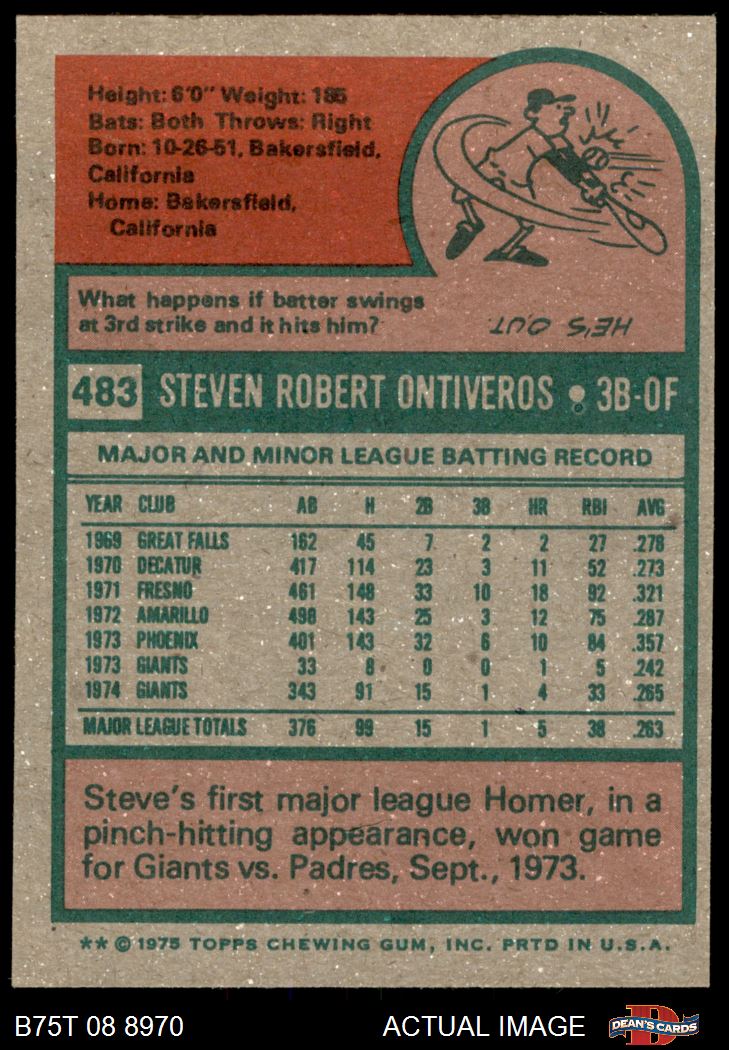 Height: 6'0" Weight: 185
Bats: Both Throws: Right
Born: 10-26-51, Bakersfield,
California
Home: Bakersfield,
California
What happens if batter swings
at 3rd strike and it hits him?
HE'S OUT
483 STEVEN ROBERT ONTIVEROS • 3B-OF
MAJOR AND MINOR LEAGUE BATTING RECORD
YEAR CLUB AB H 2B 3B HR RBI AVG
1969 GREAT FALLS 162 45 7 2 2 27 .278
1970 DECATUR 417 114 23 3 11 52 .273
1971 FRESNO 461 148 33 10 18 92 .321
1972 AMARILLO 498 143 25 3 12 75 .287
1973 PHOENIX 401 143 32 6 10 84 .357
1973 GIANTS 33 8 0 0 1 5 .242
1974 GIANTS 343 91 15 1 4 33 .265
MAJOR LEAGUE TOTALS 376 99 15 1 5 38 .263
Steve's first major league Homer, in a
pinch-hitting appearance, won game
for Giants vs. Padres, Sept., 1973.
** © 1975 TOPPS CHEWING GUM, INC. PRTD IN U.S.A.
B75T 08 8970 ACTUAL IMAGE
DEAN'S CARDS